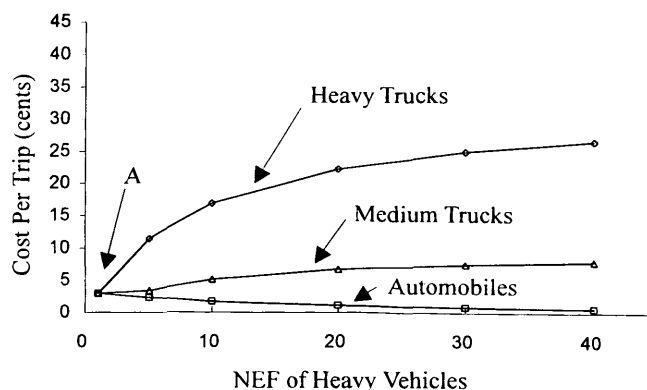 Cost Per Trip (cents)
45
40
35
30
25
20
15
10
5
0
Heavy Trucks
A
Medium Trucks
Automobiles
0 10 20 30 40
NEF of Heavy Vehicles